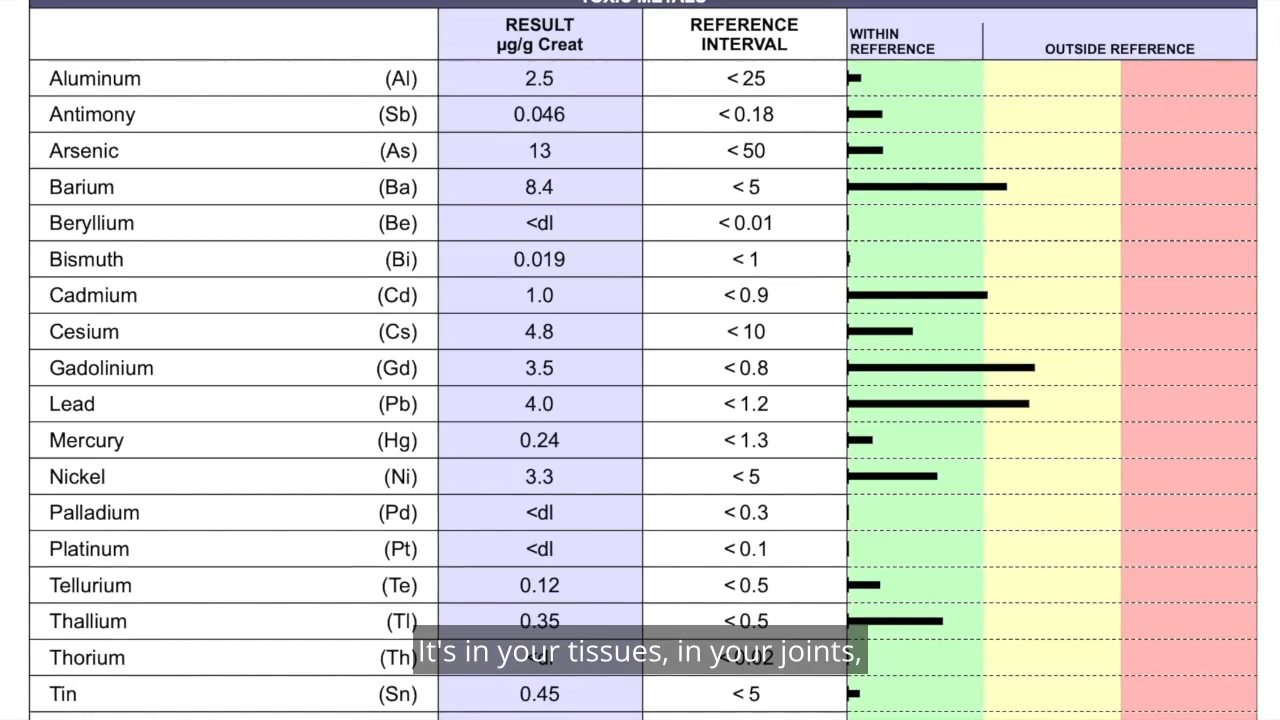 TOXIC METALS
RESULT REFERENCE WITHIN
µg/g Creat INTERVAL REFERENCE OUTSIDE REFERENCE
Aluminum (Al) 2.5 < 25
Antimony (Sb) 0.046 < 0.18
Arsenic (As) 13 < 50
Barium (Ba) 8.4 < 5
Beryllium (Be) <dl < 0.01
Bismuth (Bi) 0.019 < 1
Cadmium (Cd) 1.0 < 0.9
Cesium (Cs) 4.8 < 10
Gadolinium (Gd) 3.5 < 0.8
Lead (Pb) 4.0 < 1.2
Mercury (Hg) 0.24 < 1.3
Nickel (Ni) 3.3 < 5
Palladium (Pd) <dl < 0.3
Platinum (Pt) <dl < 0.1
Tellurium (Te) 0.12 < 0.5
Thallium (Tl) 0.35 < 0.5
It's in your tissues, in your joints,
Thorium (Th) <dl < 0.02
Tin (Sn) 0.45 < 5